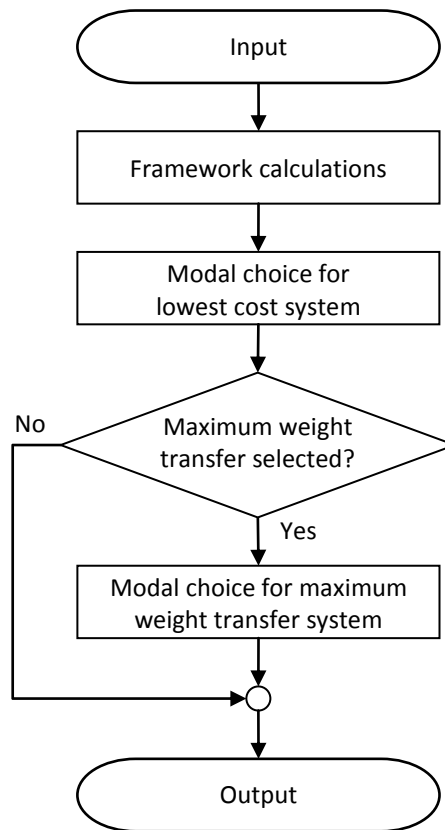 Input
Framework calculations
Modal choice for
lowest cost system
No
Maximum weight
transfer selected?
Yes
Modal choice for maximum
weight transfer system
Output